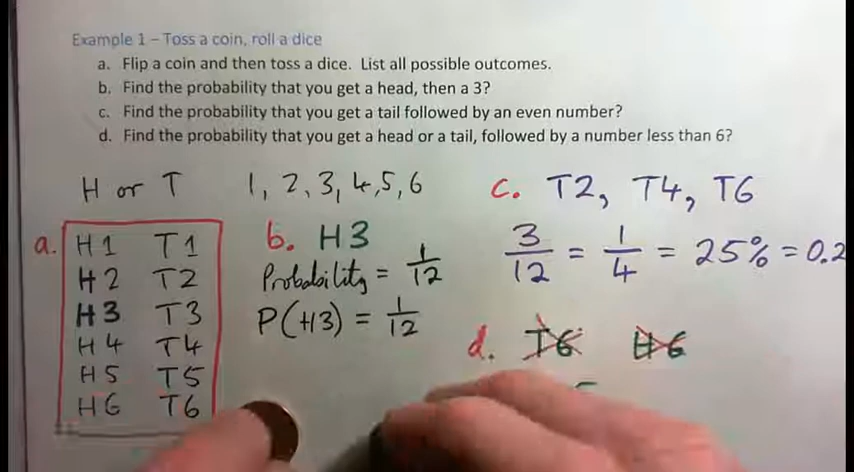 Example 1 – Toss a coin, roll a dice
a. Flip a coin and then toss a dice. List all possible outcomes.
b. Find the probability that you get a head, then a 3?
c. Find the probability that you get a tail followed by an even number?
d. Find the probability that you get a head or a tail, followed by a number less than 6?
H or T 1, 2, 3, 4, 5, 6
a. H1 T1
H2 T2
H3 T3
H4 T4
H5 T5
H6 T6
b. H3
Probability = 1/12
P(H3) = 1/12
c. T2, T4, T6
3/12 = 1/4 = 25% = 0.2
d. T6 H6